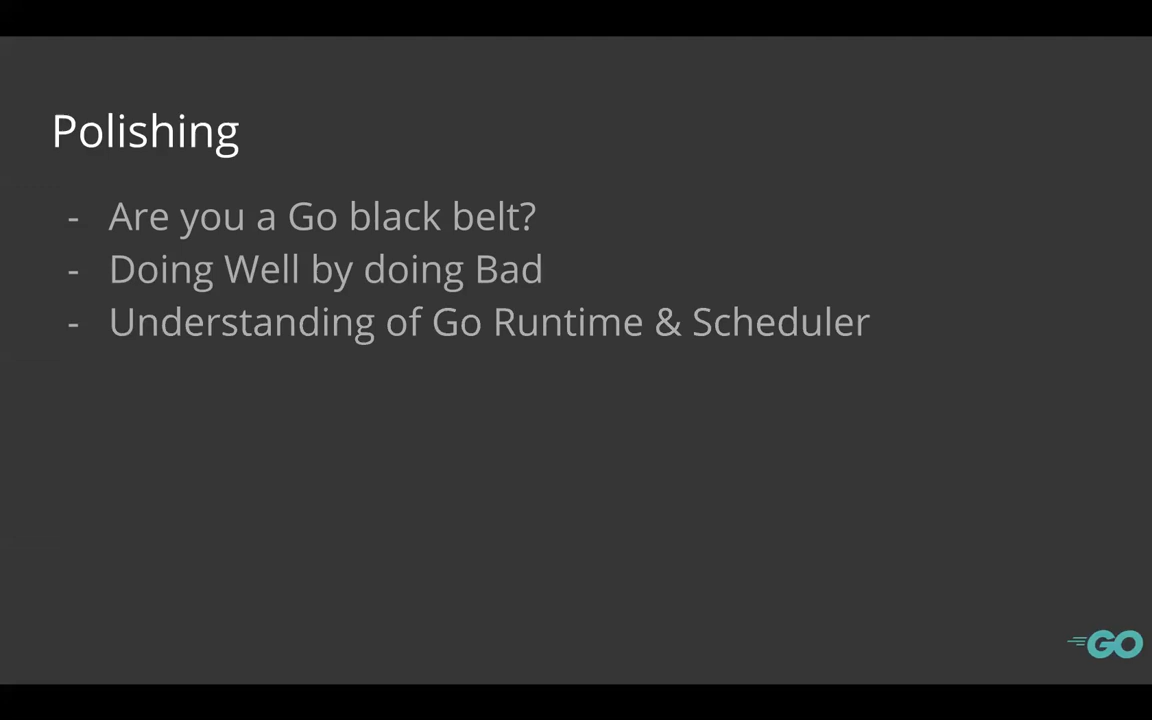 Polishing
- Are you a Go black belt?
- Doing Well by doing Bad
- Understanding of Go Runtime & Scheduler
GO